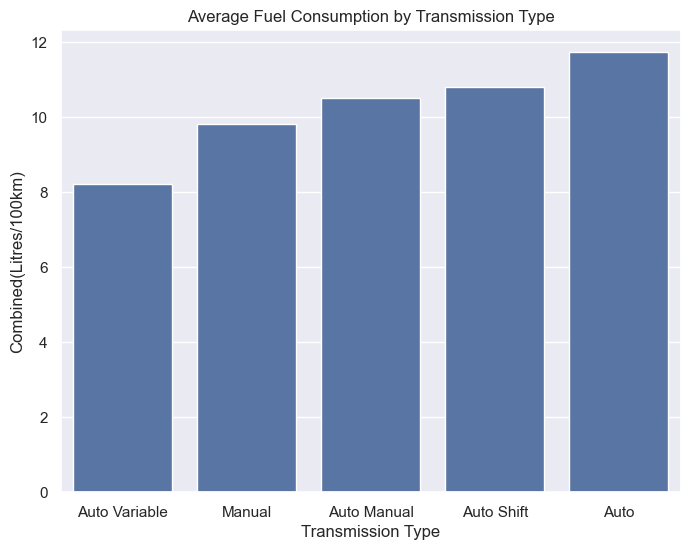 Average Fuel Consumption by Transmission Type
Combined(Litres/100km)
12
10
8
6
4
2
0
Auto Variable
Manual
Auto Manual
Auto Shift
Auto
Transmission Type